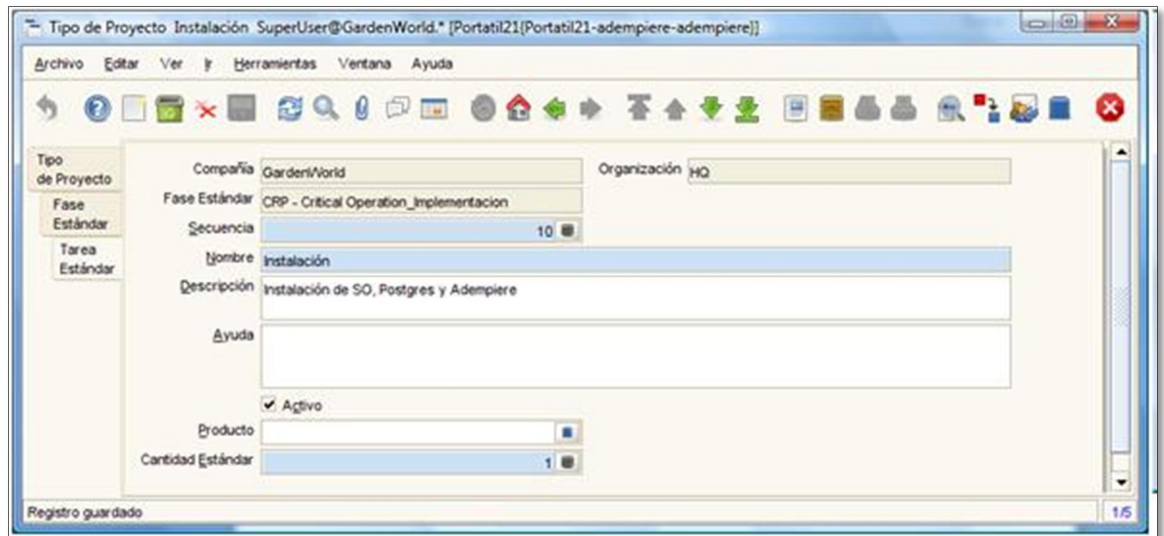 Tipo de Proyecto Instalación SuperUser@GardenWorld.* [Portatil21{Portatil21-adempiere-adempiere}]
Archivo Editar Ver Ir Herramientas Ventana Ayuda
Tipo
de Proyecto
Fase
Estándar
Tarea
Estándar
Compañía GardenWorld Organización HQ
Fase Estándar CRP - Critical Operation_Implementacion
Secuencia 10
Nombre Instalación
Descripción Instalación de SO, Postgres y Adempiere
Ayuda
Activo
Producto
Cantidad Estándar 1
Registro guardado 1/5